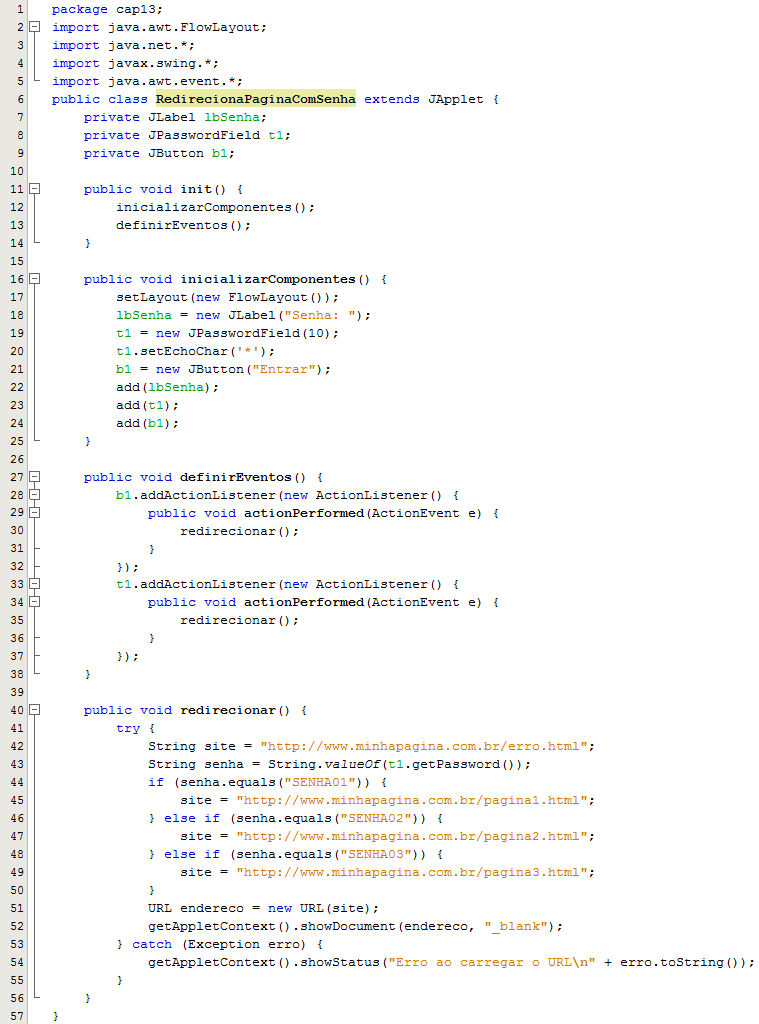 1 package cap13;
2 import java.awt.FlowLayout;
3 import java.net.*;
4 import javax.swing.*;
5 import java.awt.event.*;
6 public class RedirecionaPaginaComSenha extends JApplet {
7     private JLabel lbSenha;
8     private JPasswordField t1;
9     private JButton b1;
10
11     public void init() {
12         inicializarComponentes();
13         definirEventos();
14     }
15
16     public void inicializarComponentes() {
17         setLayout(new FlowLayout());
18         lbSenha = new JLabel("Senha: ");
19         t1 = new JPasswordField(10);
20         t1.setEchoChar('*');
21         b1 = new JButton("Entrar");
22         add(lbSenha);
23         add(t1);
24         add(b1);
25     }
26
27     public void definirEventos() {
28         b1.addActionListener(new ActionListener() {
29             public void actionPerformed(ActionEvent e) {
30                 redirecionar();
31             }
32         });
33         t1.addActionListener(new ActionListener() {
34             public void actionPerformed(ActionEvent e) {
35                 redirecionar();
36             }
37         });
38     }
39
40     public void redirecionar() {
41         try {
42             String site = "http://www.minhapagina.com.br/erro.html";
43             String senha = String.valueOf(t1.getPassword());
44             if (senha.equals("SENHA01")) {
45                 site = "http://www.minhapagina.com.br/pagina1.html";
46             } else if (senha.equals("SENHA02")) {
47                 site = "http://www.minhapagina.com.br/pagina2.html";
48             } else if (senha.equals("SENHA03")) {
49                 site = "http://www.minhapagina.com.br/pagina3.html";
50             }
51             URL endereco = new URL(site);
52             getAppletContext().showDocument(endereco, "_blank");
53         } catch (Exception erro) {
54             getAppletContext().showStatus("Erro ao carregar o URL\n" + erro.toString());
55         }
56     }
57 }